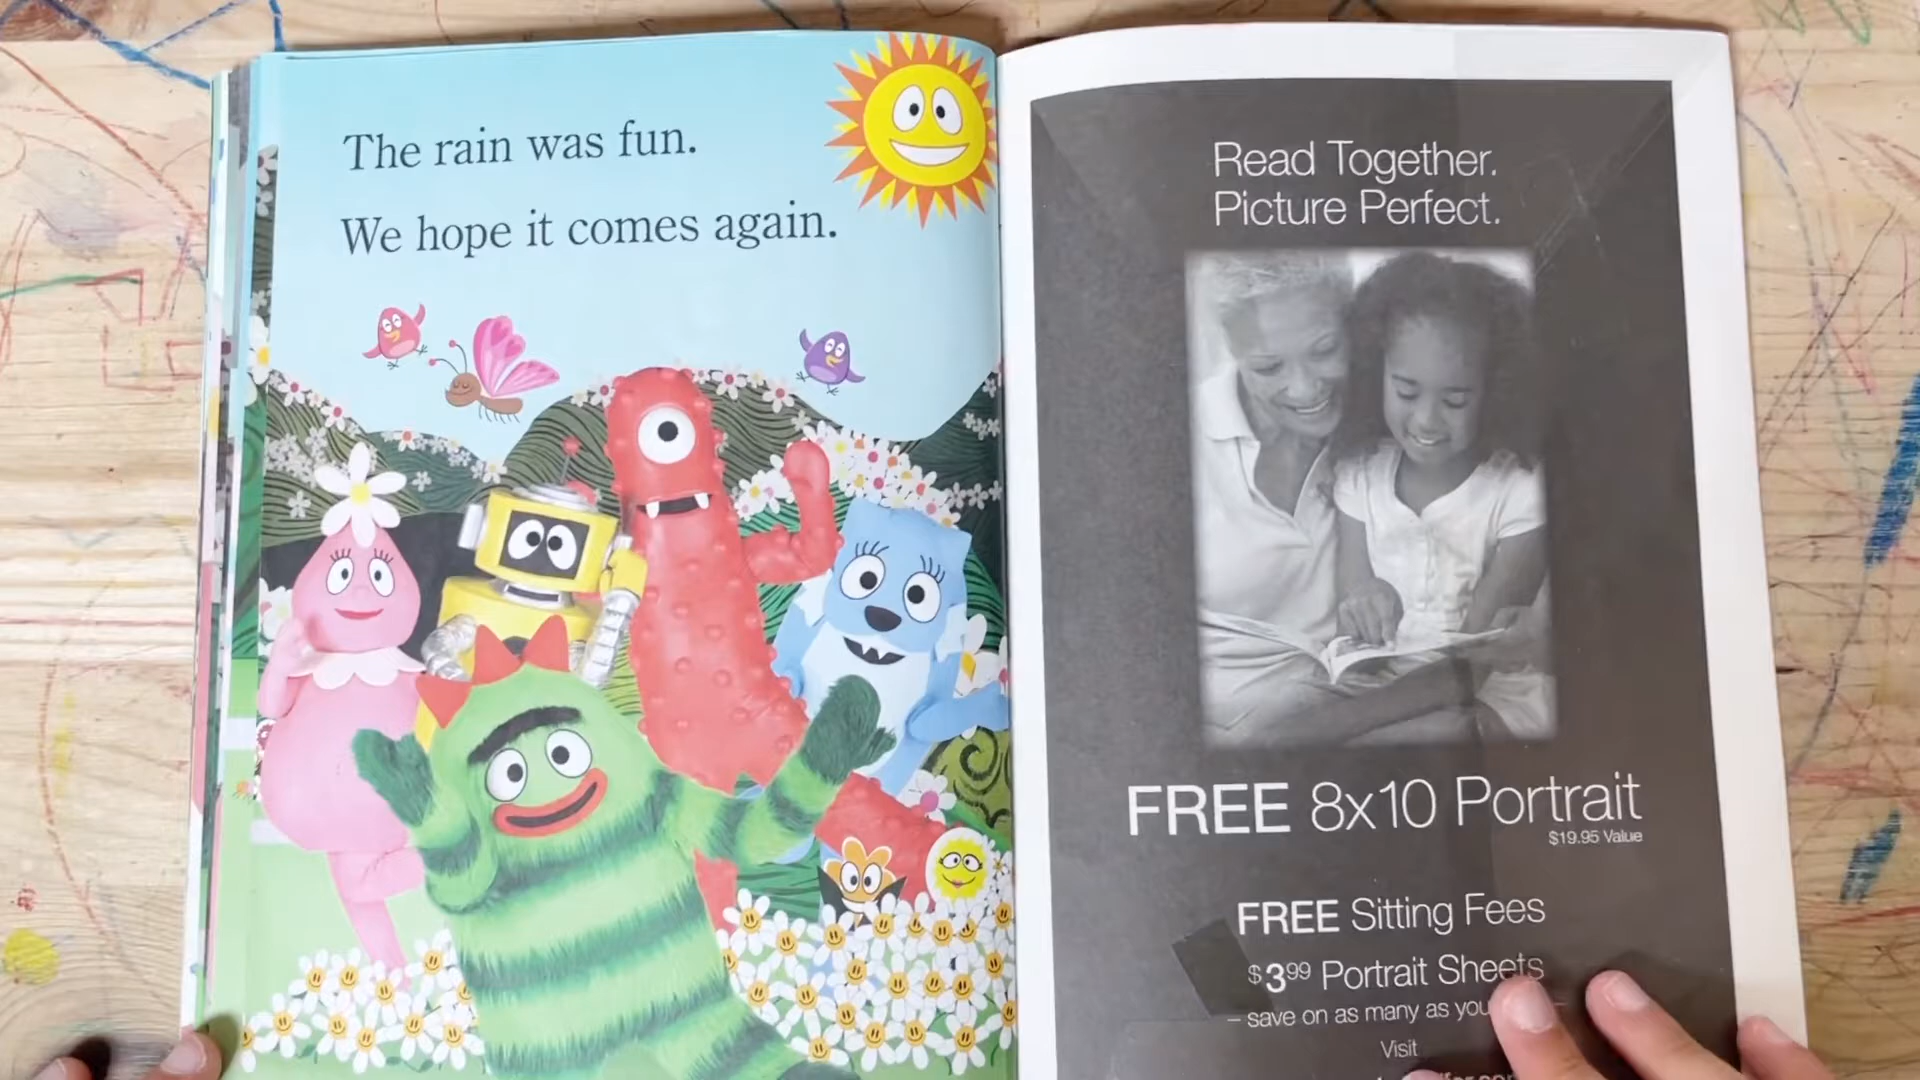 The rain was fun.
We hope it comes again.
Read Together.
Picture Perfect.
FREE 8x10 Portrait
$19.95 Value
FREE Sitting Fees
$3.99 Portrait Sheets
– save on as many as you
Visit